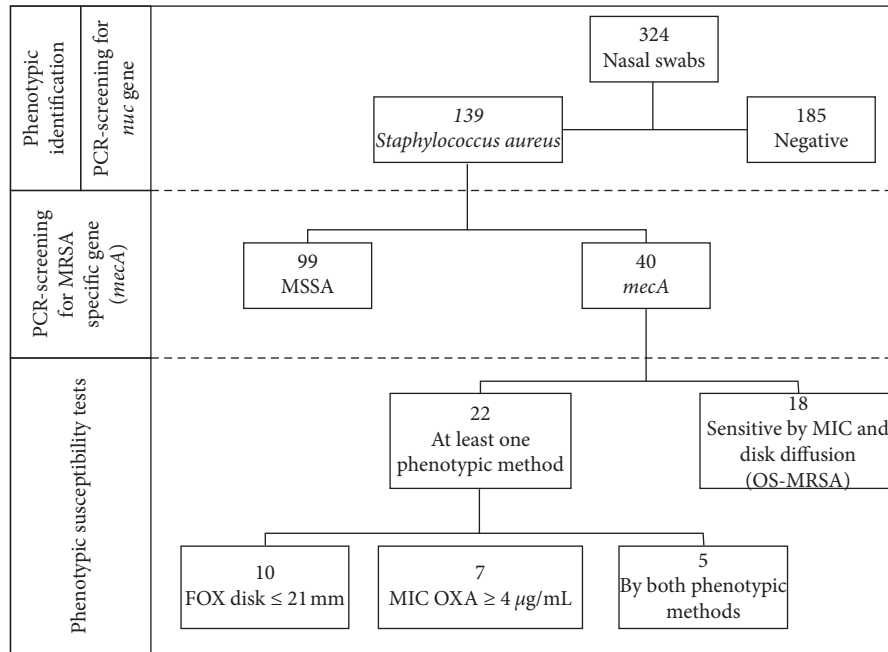 Phenotypic
identification
PCR-screening for
nuc gene
324
Nasal swabs
139
Staphylococcus aureus
185
Negative
PCR-screening
for MRSA
specific gene
(mecA)
99
MSSA
40
mecA
Phenotypic susceptibility tests
22
At least one
phenotypic method
18
Sensitive by MIC and
disk diffusion
(OS-MRSA)
10
FOX disk ≤ 21 mm
7
MIC OXA ≥ 4 μg/mL
5
By both phenotypic
methods